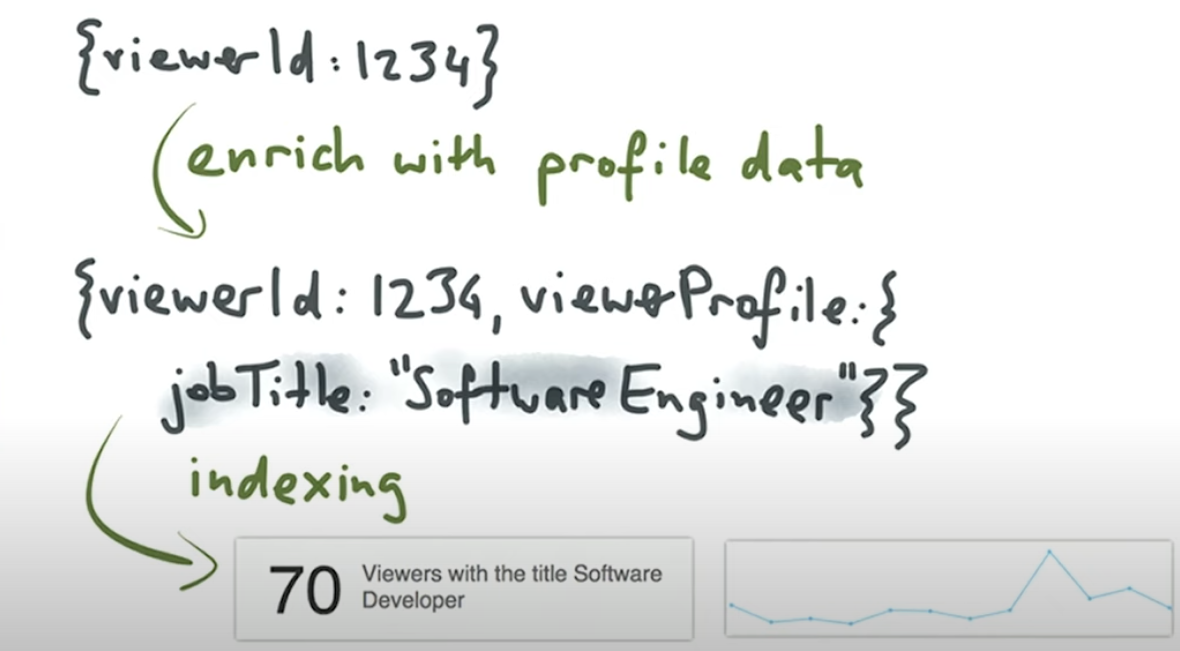 {viewerId: 1234}
enrich with profile data
{viewerId: 1234, viewerProfile: {
jobTitle: "Software Engineer"}}
indexing
70 Viewers with the title Software
Developer